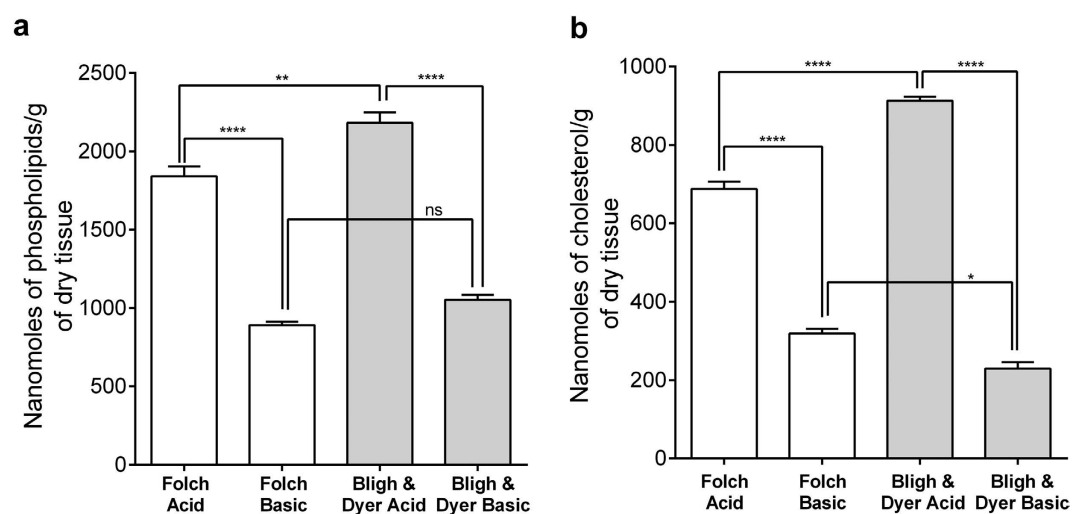 a
Nanomoles of phospholipids/g
of dry tissue
2500
2000
1500
1000
500
0
**
****
****
ns
Folch
Acid
Folch
Basic
Bligh &
Dyer Acid
Bligh &
Dyer Basic
b
Nanomoles of cholesterol/g
of dry tissue
1000
800
600
400
200
0
****
****
****
*
Folch
Acid
Folch
Basic
Bligh &
Dyer Acid
Bligh &
Dyer Basic